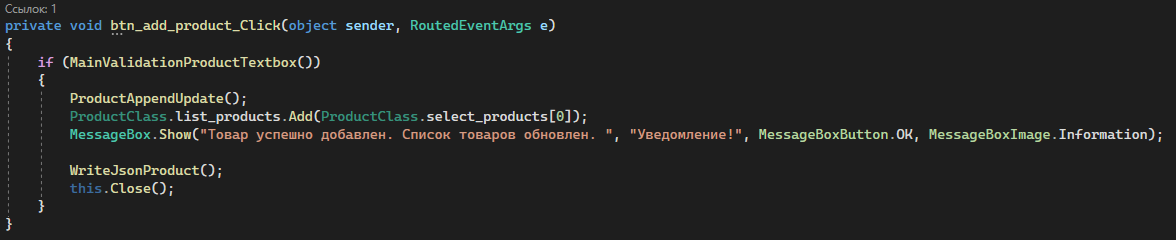 Ссылок: 1
private void btn_add_product_Click(object sender, RoutedEventArgs e)
{
    if (MainValidationProductTextbox())
    {
        ProductAppendUpdate();
        ProductClass.list_products.Add(ProductClass.select_products[0]);
        MessageBox.Show("Товар успешно добавлен. Список товаров обновлен. ", "Уведомление!", MessageBoxButton.OK, MessageBoxImage.Information);

        WriteJsonProduct();
        this.Close();
    }
}